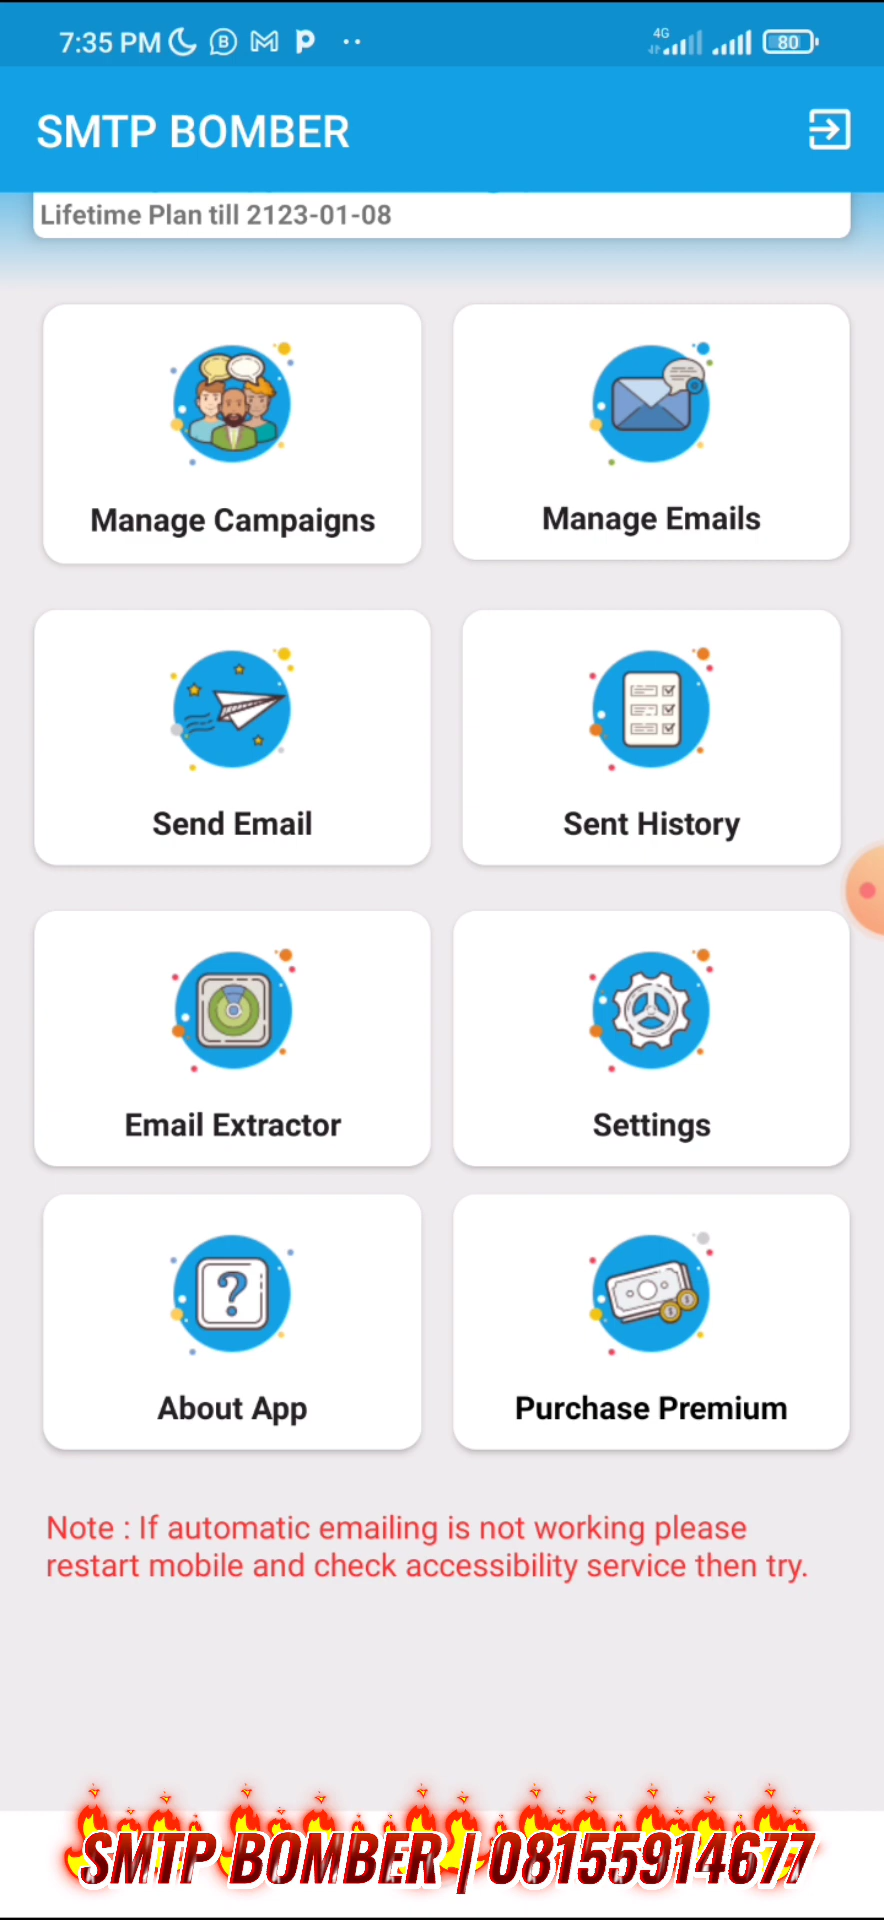 7:35 PM
4G
80
SMTP BOMBER
Lifetime Plan till 2123-01-08
Manage Campaigns
Manage Emails
Send Email
Sent History
Email Extractor
Settings
About App
Purchase Premium
Note : If automatic emailing is not working please
restart mobile and check accessibility service then try.
SMTP BOMBER | 08155914677